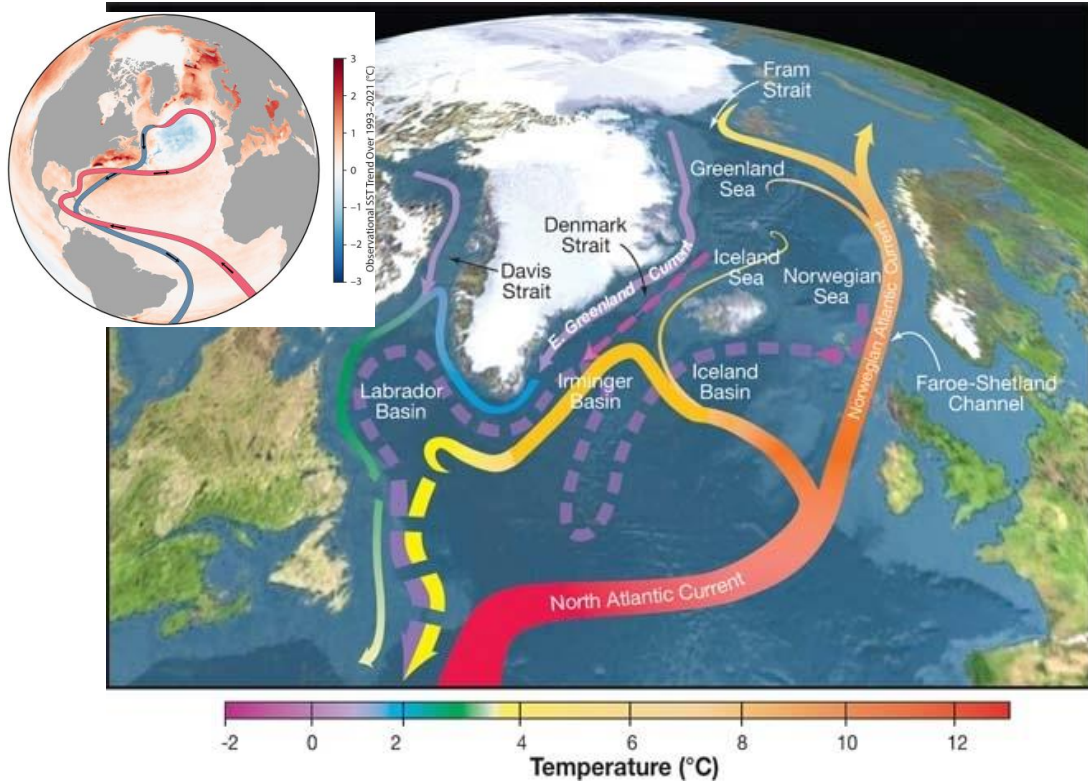 3
2
1
0
−1
−2
−3
Observational SST Trend Over 1993–2021 (°C)
Fram
Strait
Greenland
Sea
Denmark
Strait
Iceland
Sea
Norwegian
Sea
Davis
Strait
E. Greenland Current
Norwegian Atlantic Current
Labrador
Basin
Irminger
Basin
Iceland
Basin
Faroe-Shetland
Channel
North Atlantic Current
-2 0 2 4 6 8 10 12
Temperature (°C)